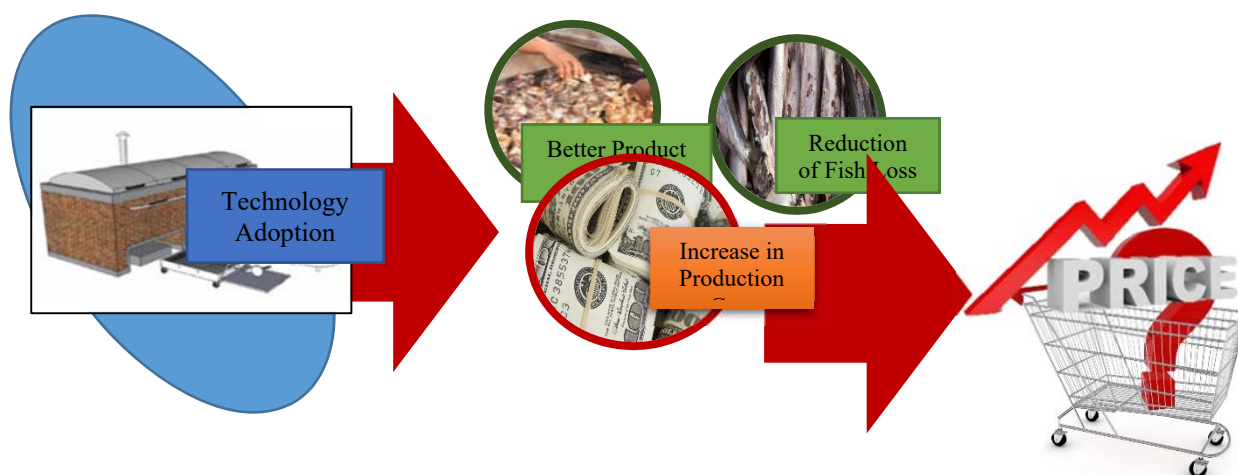 Technology
Adoption
Better Product
Reduction
of Fish Loss
Increase in
Production
PRICE